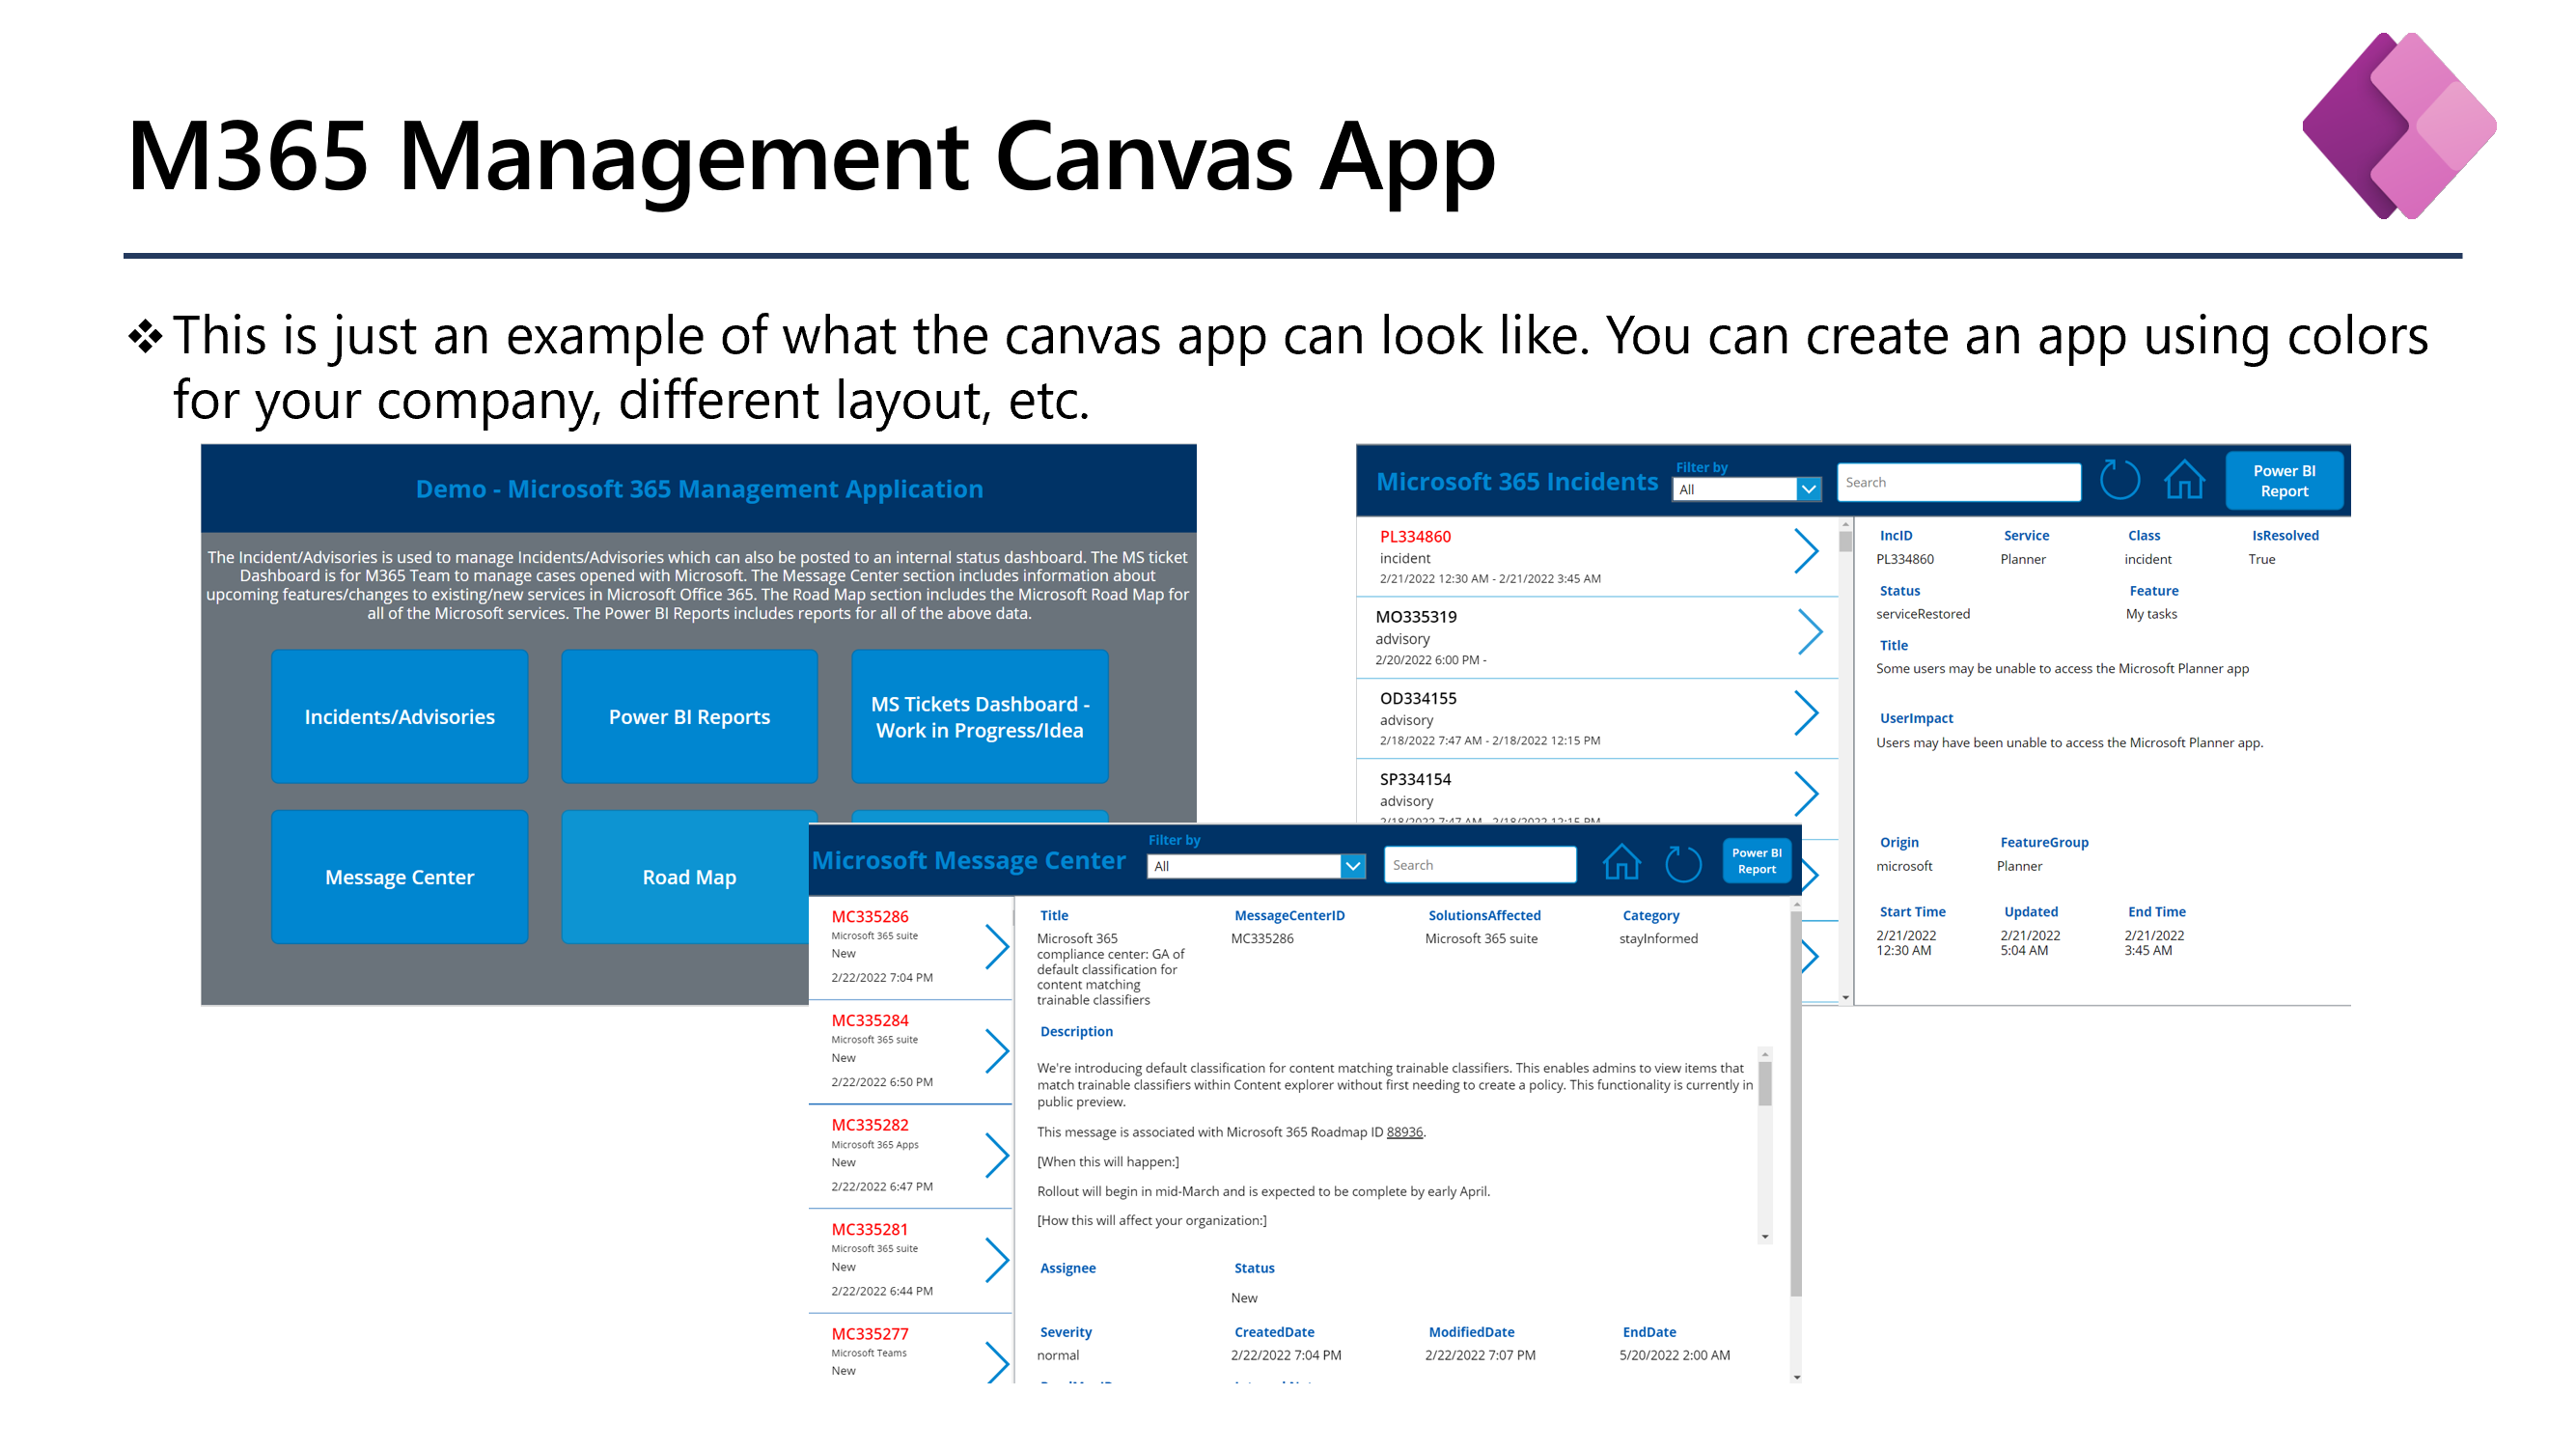 M365 Management Canvas App
❖This is just an example of what the canvas app can look like. You can create an app using colors
for your company, different layout, etc.
Demo - Microsoft 365 Management Application
The Incident/Advisories is used to manage Incidents/Advisories which can also be posted to an internal status dashboard. The MS ticket
Dashboard is for M365 Team to manage cases opened with Microsoft. The Message Center section includes information about
upcoming features/changes to existing/new services in Microsoft Office 365. The Road Map section includes the Microsoft Road Map for
all of the Microsoft services. The Power BI Reports includes reports for all of the above data.
Incidents/Advisories
Power BI Reports
MS Tickets Dashboard -
Work in Progress/Idea
Message Center
Road Map
Microsoft 365 Incidents
Filter by
All
Search
Power BI
Report
PL334860
incident
2/21/2022 12:30 AM - 2/21/2022 3:45 AM
MO335319
advisory
2/20/2022 6:00 PM -
OD334155
advisory
2/18/2022 7:47 AM - 2/18/2022 12:15 PM
SP334154
advisory
2/18/2022 7:47 AM - 2/18/2022 12:15 PM
IncID Service Class IsResolved
PL334860 Planner incident True
Status Feature
serviceRestored My tasks
Title
Some users may be unable to access the Microsoft Planner app
UserImpact
Users may have been unable to access the Microsoft Planner app.
Origin FeatureGroup
microsoft Planner
Start Time Updated End Time
2/21/2022 2/21/2022 2/21/2022
12:30 AM 5:04 AM 3:45 AM
Microsoft Message Center
Filter by
All
Search
Power BI
Report
MC335286
Microsoft 365 suite
New
2/22/2022 7:04 PM
MC335284
Microsoft 365 suite
New
2/22/2022 6:50 PM
MC335282
Microsoft 365 Apps
New
2/22/2022 6:47 PM
MC335281
Microsoft 365 suite
New
2/22/2022 6:44 PM
MC335277
Microsoft Teams
New
Title MessageCenterID SolutionsAffected Category
Microsoft 365 MC335286 Microsoft 365 suite stayInformed
compliance center: GA of
default classification for
content matching
trainable classifiers
Description
We're introducing default classification for content matching trainable classifiers. This enables admins to view items that
match trainable classifiers within Content explorer without first needing to create a policy. This functionality is currently in
public preview.
This message is associated with Microsoft 365 Roadmap ID 88936.
[When this will happen:]
Rollout will begin in mid-March and is expected to be complete by early April.
[How this will affect your organization:]
Assignee Status
New
Severity CreatedDate ModifiedDate EndDate
normal 2/22/2022 7:04 PM 2/22/2022 7:07 PM 5/20/2022 2:00 AM